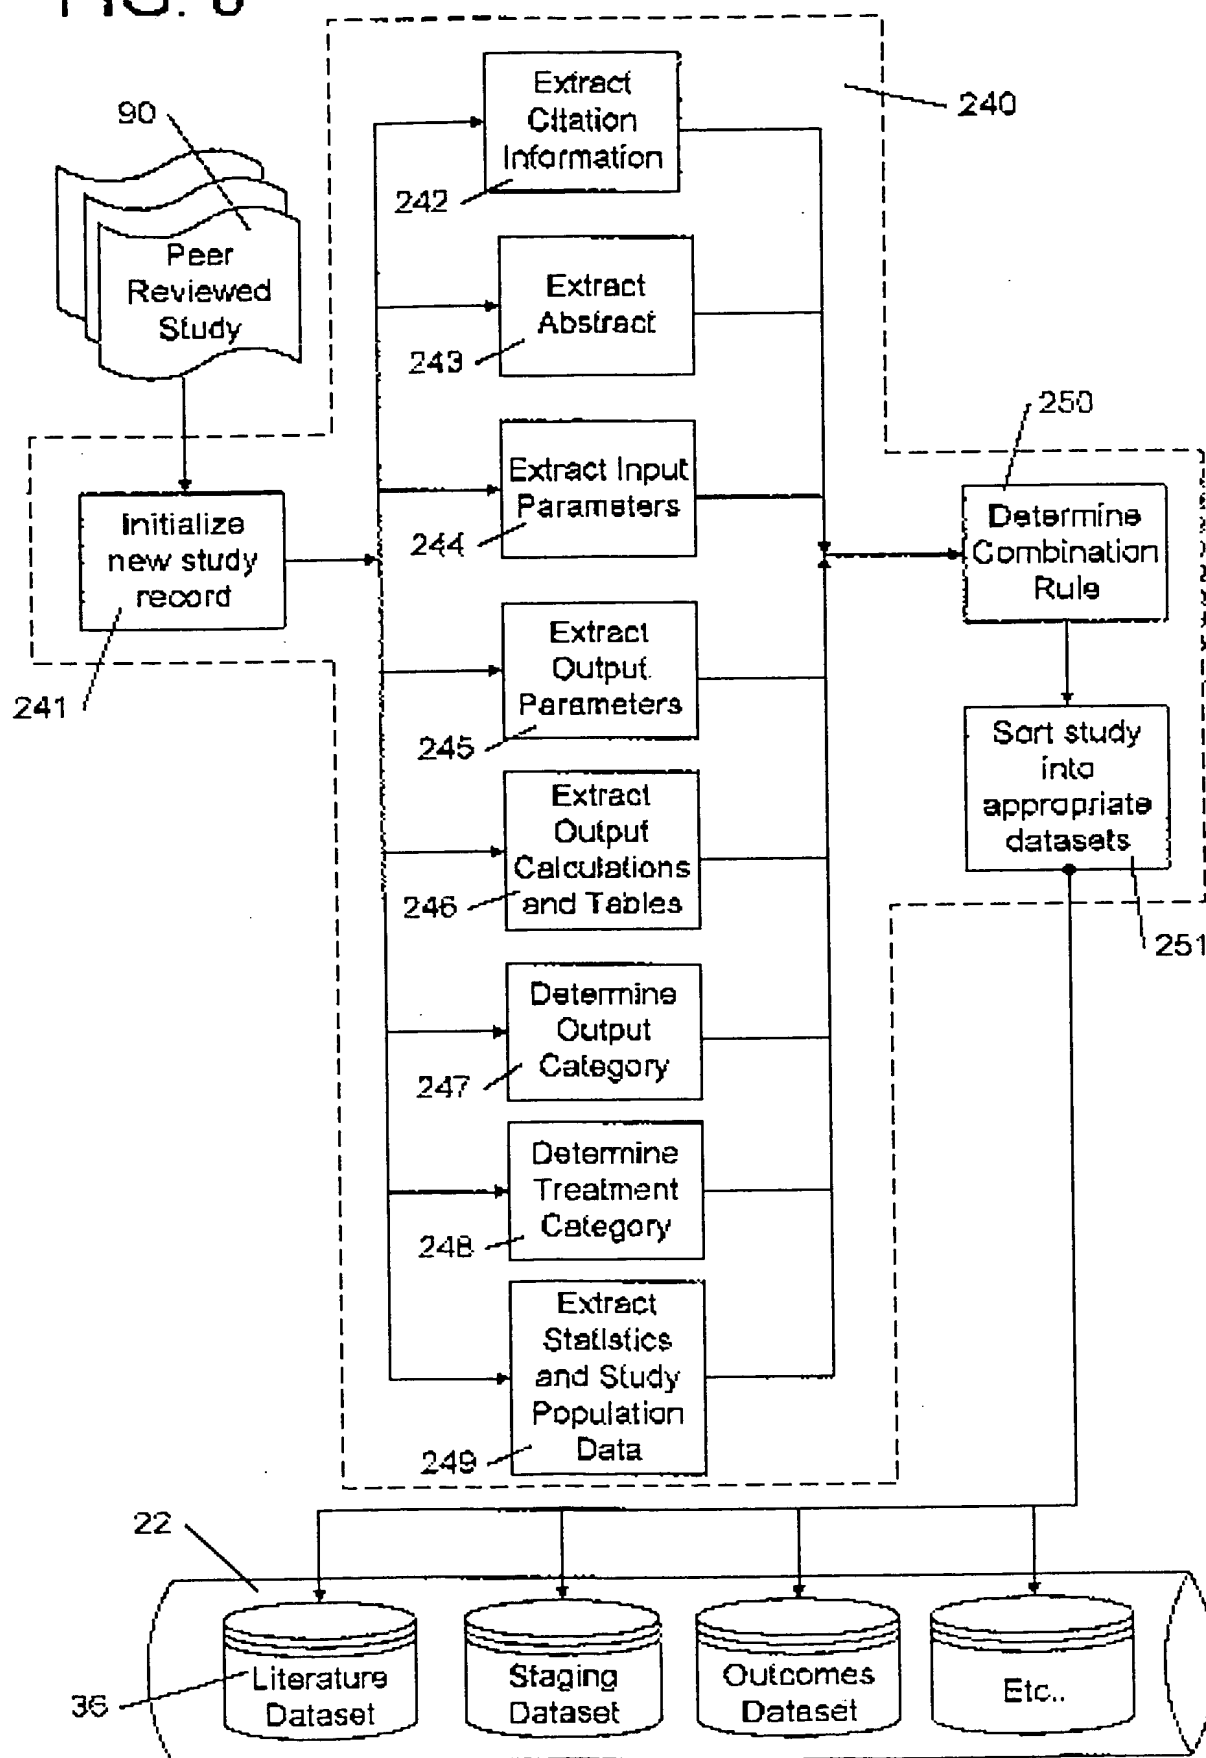 90
Peer
Reviewed
Study
Initialize
new study
record
241
Extract
Citation
Information
242
240
Extract
Abstract
243
Extract Input
Parameters
244
Extract
Output
Parameters
245
Extract
Output
Calculations
and Tables
246
Determine
Output
Category
247
Determine
Treatment
Category
248
Extract
Statistics
and Study
Population
Data
249
250
Determine
Combination
Rule
Sort study
into
appropriate
datasets
251
22
36
Literature
Dataset
Staging
Dataset
Outcomes
Dataset
Etc..